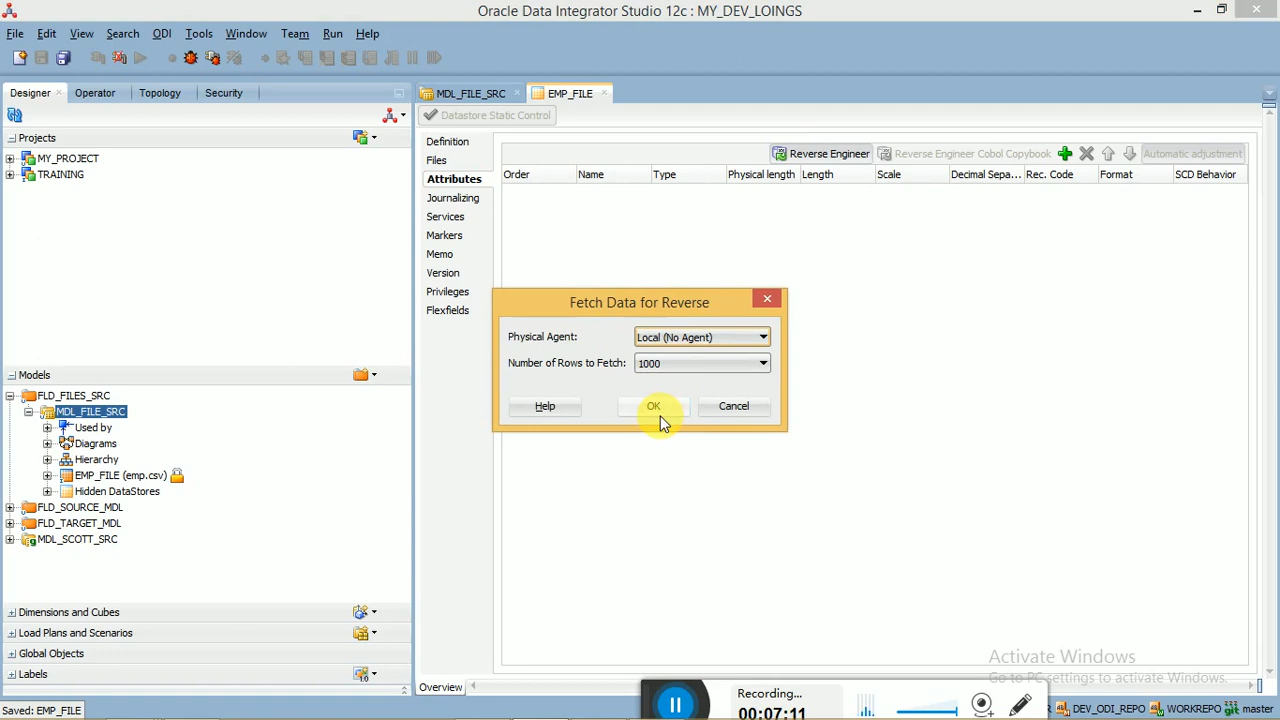 Oracle Data Integrator Studio 12c : MY_DEV_LOINGS
File Edit View Search ODI Tools Window Team Run Help
Designer Operator Topology Security
MDL_FILE_SRC EMP_FILE
Datastore Static Control
Projects
MY_PROJECT
TRAINING
Definition
Files
Attributes
Journalizing
Services
Markers
Memo
Version
Privileges
Flexfields
Reverse Engineer Reverse Engineer Cobol Copybook Automatic adjustment
Order Name Type Physical length Length Scale Decimal Sepa... Rec. Code Format SCD Behavior
Fetch Data for Reverse
Physical Agent: Local (No Agent)
Number of Rows to Fetch: 1000
Help OK Cancel
Models
FLD_FILES_SRC
MDL_FILE_SRC
Used by
Diagrams
Hierarchy
EMP_FILE (emp.csv)
Hidden DataStores
FLD_SOURCE_MDL
FLD_TARGET_MDL
MDL_SCOTT_SRC
Dimensions and Cubes
Load Plans and Scenarios
Global Objects
Labels
Activate Windows
Go to PC settings to activate Windows.
Overview
Recording...
00:07:11
Saved: EMP_FILE
DEV_ODI_REPO WORKREPO git master